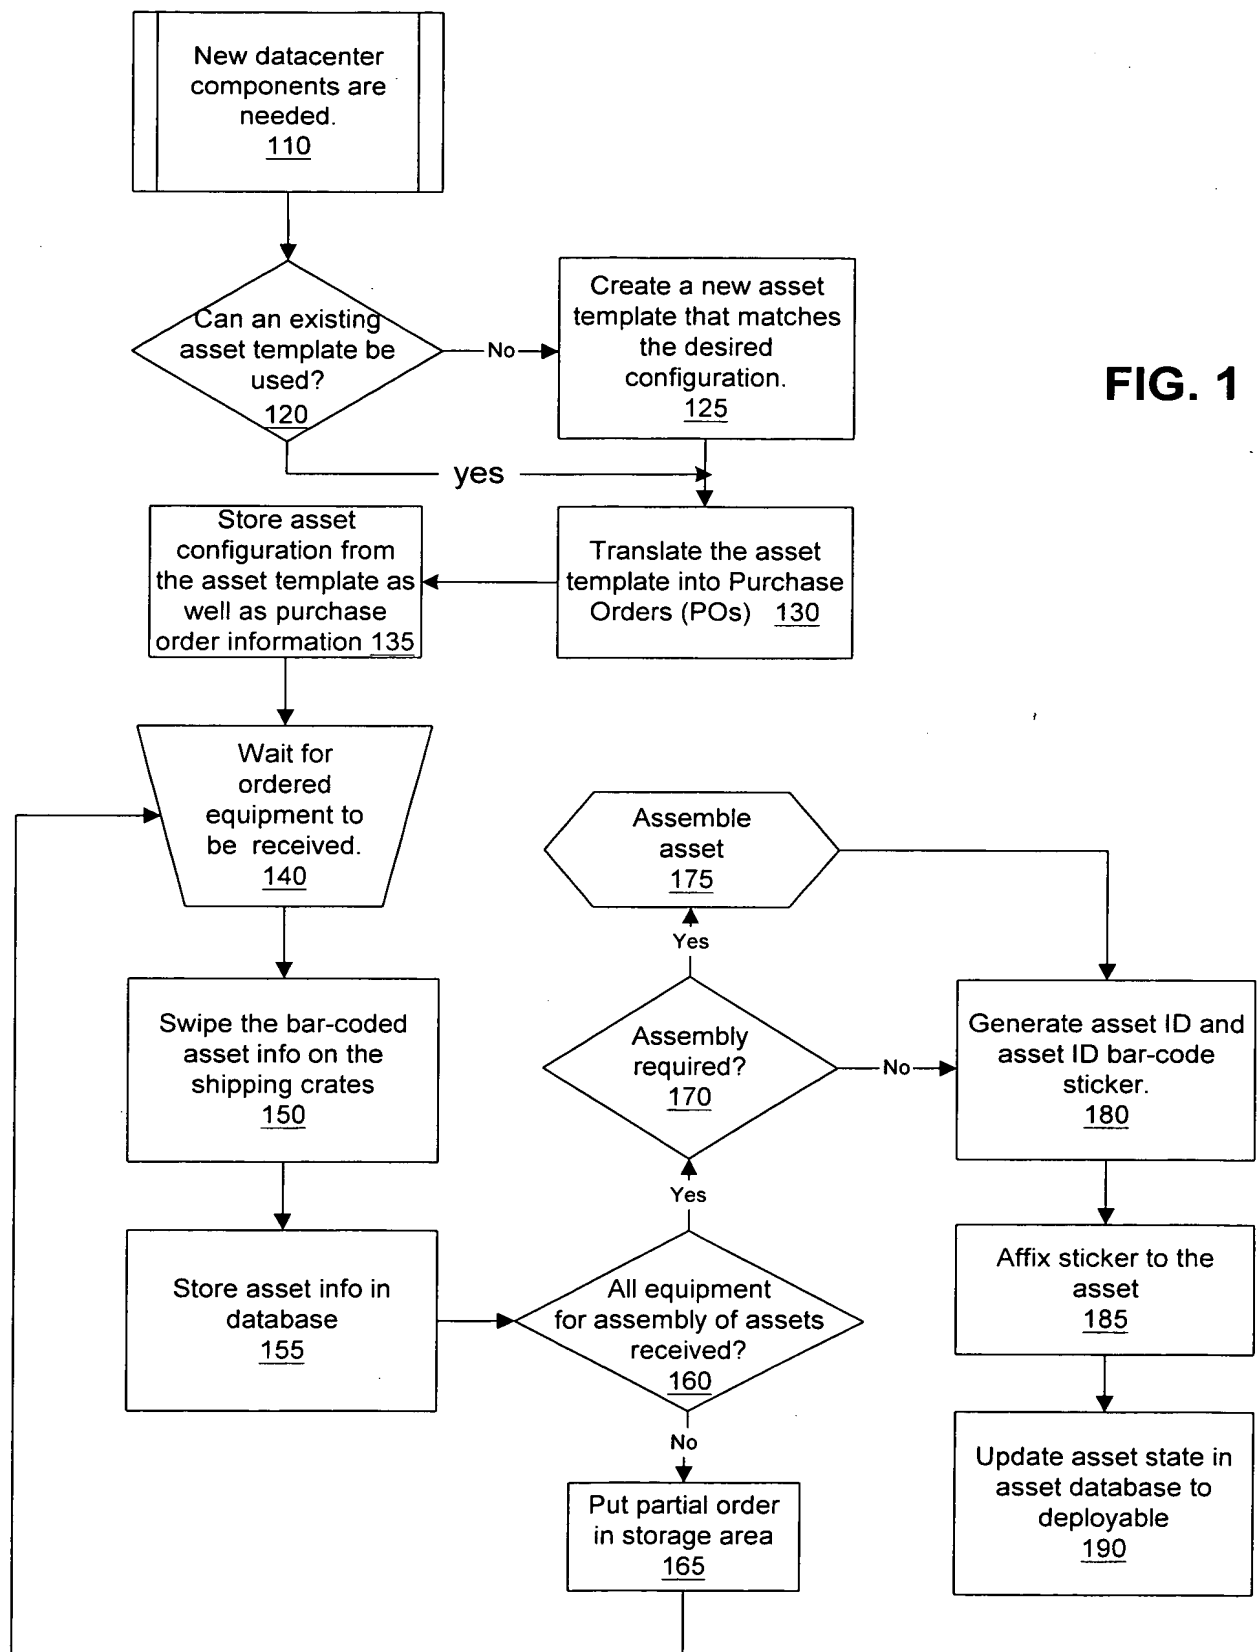 New datacenter
components are
needed.
110
Can an existing
asset template be
used?
120
No
Create a new asset
template that matches
the desired
configuration.
125
FIG. 1
yes
Store asset
configuration from
the asset template as
well as purchase
order information 135
Translate the asset
template into Purchase
Orders (POs) 130
Wait for
ordered
equipment to
be received.
140
Assemble
asset
175
Yes
Swipe the bar-coded
asset info on the
shipping crates
150
Assembly
required?
170
No
Generate asset ID and
asset ID bar-code
sticker.
180
Yes
Store asset info in
database
155
All equipment
for assembly of assets
received?
160
Affix sticker to the
asset
185
No
Put partial order
in storage area
165
Update asset state in
asset database to
deployable
190